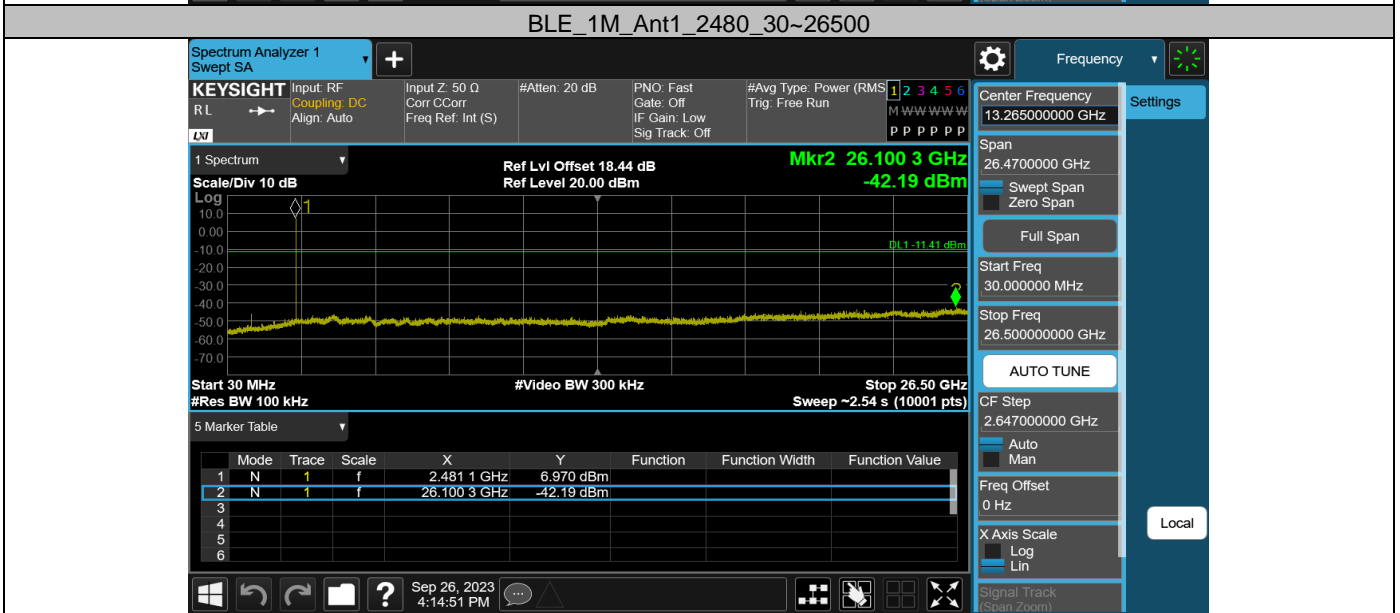 BLE_1M_Ant1_2480_30~26500
Spectrum Analyzer 1
Swept SA
+
Frequency
KEYSIGHT
R L
LXI
Input: RF
Coupling: DC
Align: Auto
Input Z: 50 Ω
Corr CCorr
Freq Ref: Int (S)
#Atten: 20 dB
PNO: Fast
Gate: Off
IF Gain: Low
Sig Track: Off
#Avg Type: Power (RMS
Trig: Free Run
1 2 3 4 5 6
M W W W W W
P P P P P P
1 Spectrum
Scale/Div 10 dB
Ref Lvl Offset 18.44 dB
Ref Level 20.00 dBm
Mkr2 26.100 3 GHz
-42.19 dBm
Log
10.0
0.00
-10.0
-20.0
-30.0
-40.0
-50.0
-60.0
-70.0
1
DL1 -11.41 dBm
2
Start 30 MHz
#Video BW 300 kHz
Stop 26.50 GHz
#Res BW 100 kHz
Sweep ~2.54 s (10001 pts)
5 Marker Table
Mode Trace Scale X Y Function Function Width Function Value
1 N 1 f 2.481 1 GHz 6.970 dBm
2 N 1 f 26.100 3 GHz -42.19 dBm
3
4
5
6
Center Frequency
13.265000000 GHz
Settings
Span
26.4700000 GHz
Swept Span
Zero Span
Full Span
Start Freq
30.000000 MHz
Stop Freq
26.500000000 GHz
AUTO TUNE
CF Step
2.647000000 GHz
Auto
Man
Freq Offset
0 Hz
X Axis Scale
Log
Lin
Local
Signal Track
(Span Zoom)
?
Sep 26, 2023
4:14:51 PM